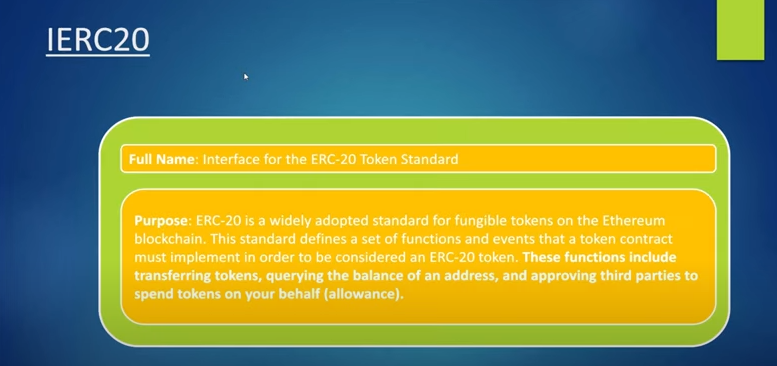 IERC20
Full Name: Interface for the ERC-20 Token Standard
Purpose: ERC-20 is a widely adopted standard for fungible tokens on the Ethereum
blockchain. This standard defines a set of functions and events that a token contract
must implement in order to be considered an ERC-20 token. These functions include
transferring tokens, querying the balance of an address, and approving third parties to
spend tokens on your behalf (allowance).